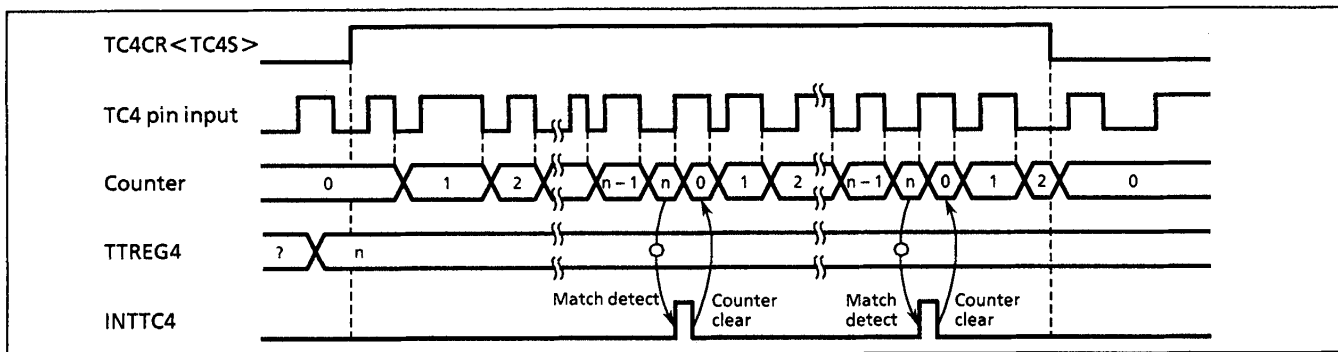 TC4CR<TC4S>
TC4 pin input
Counter
0 1 2 n-1 n 0 1 2 n-1 n 0 1 2 0
TTREG4
? n
Match detect Counter clear Match detect Counter clear
INTTC4